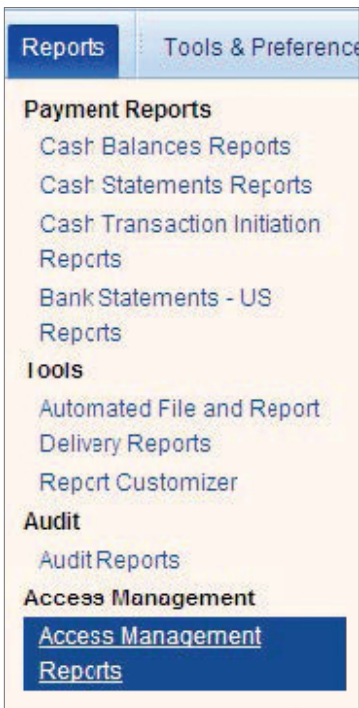 Reports Tools & Preference
Payment Reports
Cash Balances Reports
Cash Statements Reports
Cash Transaction Initiation
Reports
Bank Statements - US
Reports
Tools
Automated File and Report
Delivery Reports
Report Customizer
Audit
Audit Reports
Access Management
Access Management
Reports